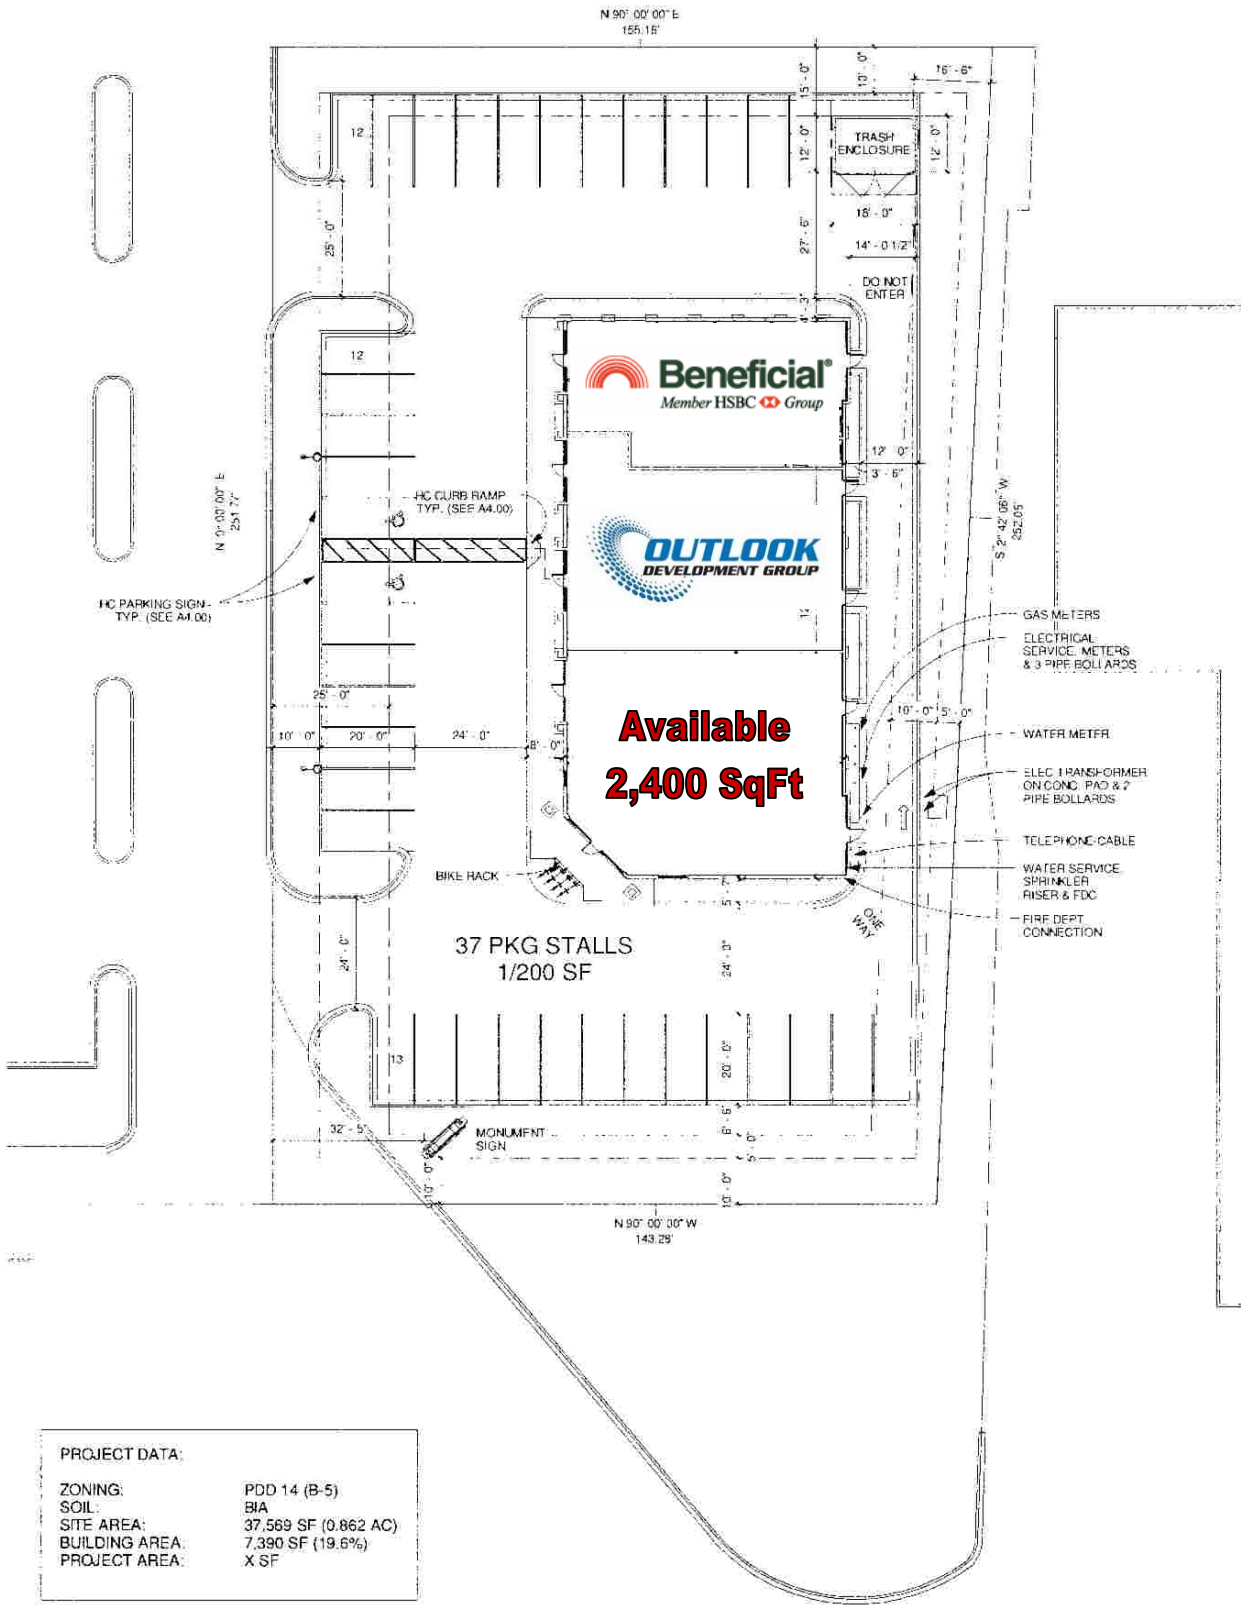 N 90° 00' 00" E
155.18'
15' - 0"
10' - 0"
16' - 6"
12
12' - 0"
TRASH
ENCLOSURE
12' - 0"
25' - 0"
27' - 6"
18' - 0"
14' - 0 1/2"
DO NOT
ENTER
3'
12
Beneficial®
Member HSBC Group
12' - 0"
3' - 6"
N 0° 00' 00" E
251.77'
HC CURB RAMP
TYP. (SEE A4.00)
S 2° 42' 06" W
252.05'
OUTLOOK
DEVELOPMENT GROUP
HC PARKING SIGN
TYP. (SEE A4.00)
12
GAS METERS
ELECTRICAL
SERVICE, METERS
& 3 PIPE BOLLARDS
25' - 0"
10' - 0"
5' - 0"
10' - 0"
20' - 0"
24' - 0"
8' - 0"
Available
2,400 SqFt
WATER METER
ELEC TRANSFORMER
ON CONC. PAD & 2
PIPE BOLLARDS
TELEPHONE-CABLE
BIKE RACK
WATER SERVICE,
SPRINKLER
RISER & FDC
ONE
WAY
FIRE DEPT
CONNECTION
24' - 0"
37 PKG STALLS
1/200 SF
24' - 0"
13
20' - 0"
32' - 5"
MONUMENT
SIGN
6' - 6"
5' - 0"
10' - 0"
10' - 0"
N 90° 00' 00" W
143.28'
PROJECT DATA:
ZONING: PDD 14 (B-5)
SOIL: BIA
SITE AREA: 37,569 SF (0.862 AC)
BUILDING AREA: 7,390 SF (19.6%)
PROJECT AREA: X SF